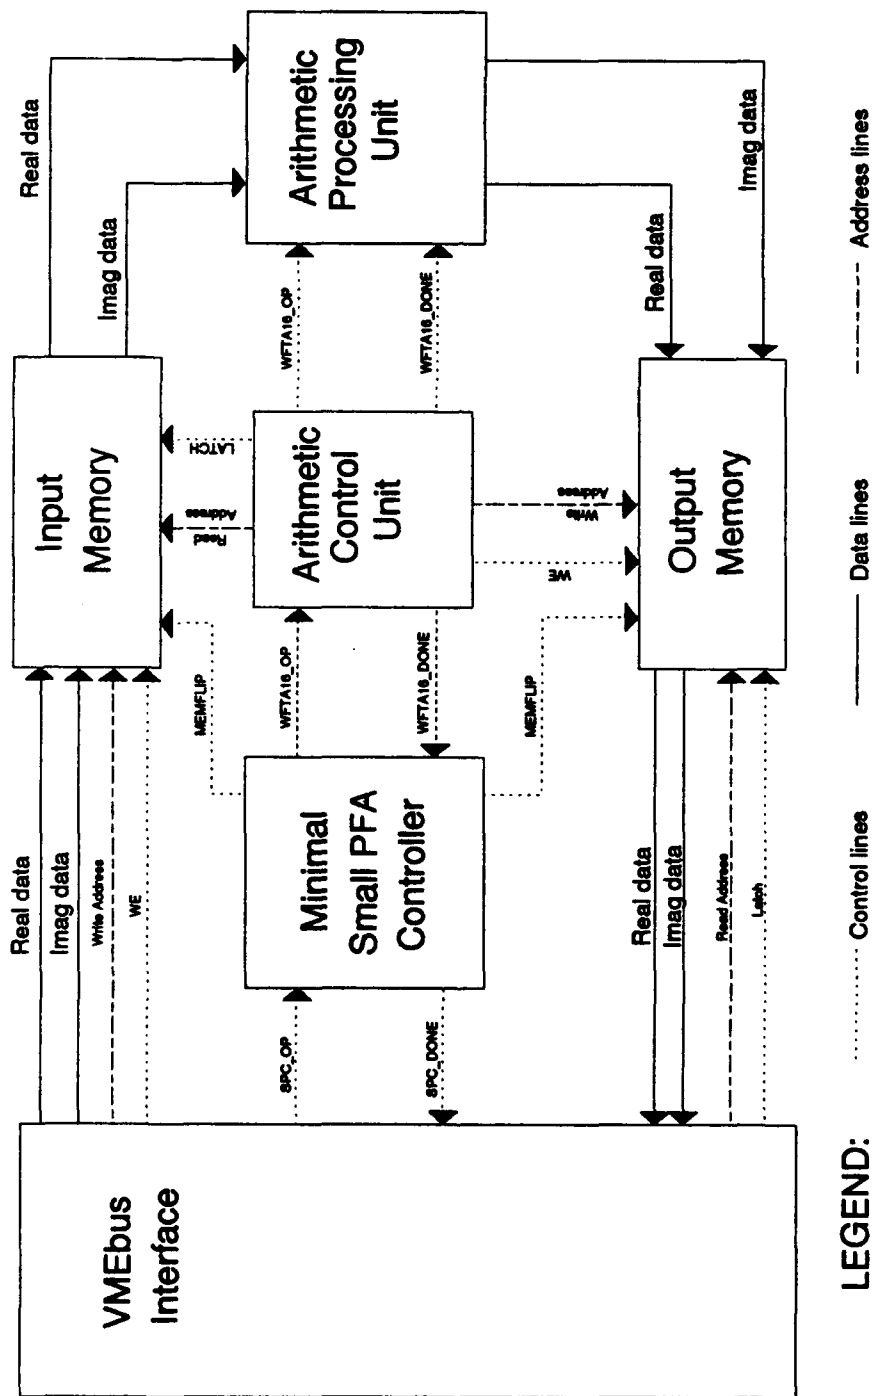 VMEbus
Interface
Real data
Imag data
Write Address
WE
SPC_OP
SPC_DONE
Real data
Imag data
Read Address
Latch
Minimal
Small PFA
Controller
MEMFLIP
WFTA16_OP
WFTA16_DONE
MEMFLIP
Input
Memory
LATCH
Read
Address
Arithmetic
Control
Unit
WE
Write
Address
Output
Memory
Real data
Imag data
WFTA16_OP
WFTA16_DONE
Real data
Imag data
Arithmetic
Processing
Unit
LEGEND:
Control lines
Data lines
Address lines